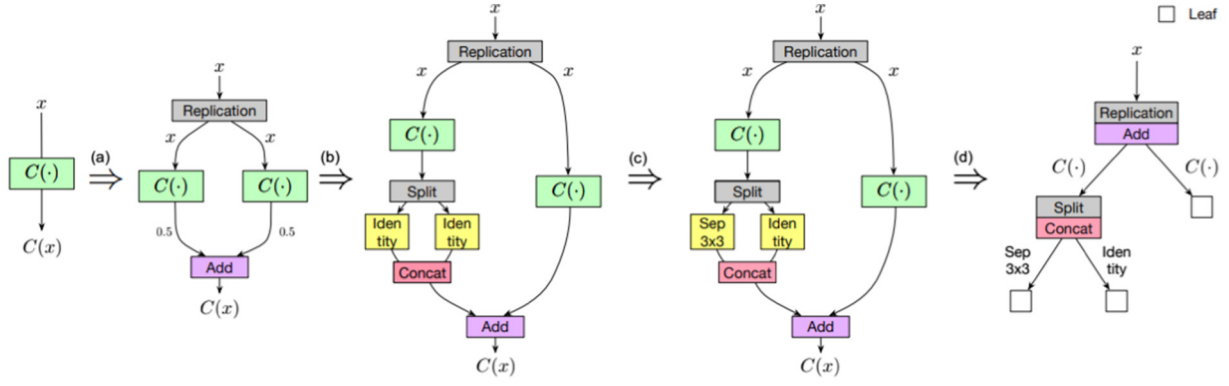 x
C(·)
C(x)
(a)
x
Replication
x
x
C(·)
C(·)
0.5
0.5
Add
C(x)
(b)
x
Replication
x
x
C(·)
Split
Iden
tity
Iden
tity
Concat
C(·)
Add
C(x)
(c)
x
Replication
x
x
C(·)
Split
Sep
3x3
Iden
tity
Concat
C(·)
Add
C(x)
(d)
Leaf
x
Replication
Add
C(·)
C(·)
Split
Concat
Sep
3x3
Iden
tity